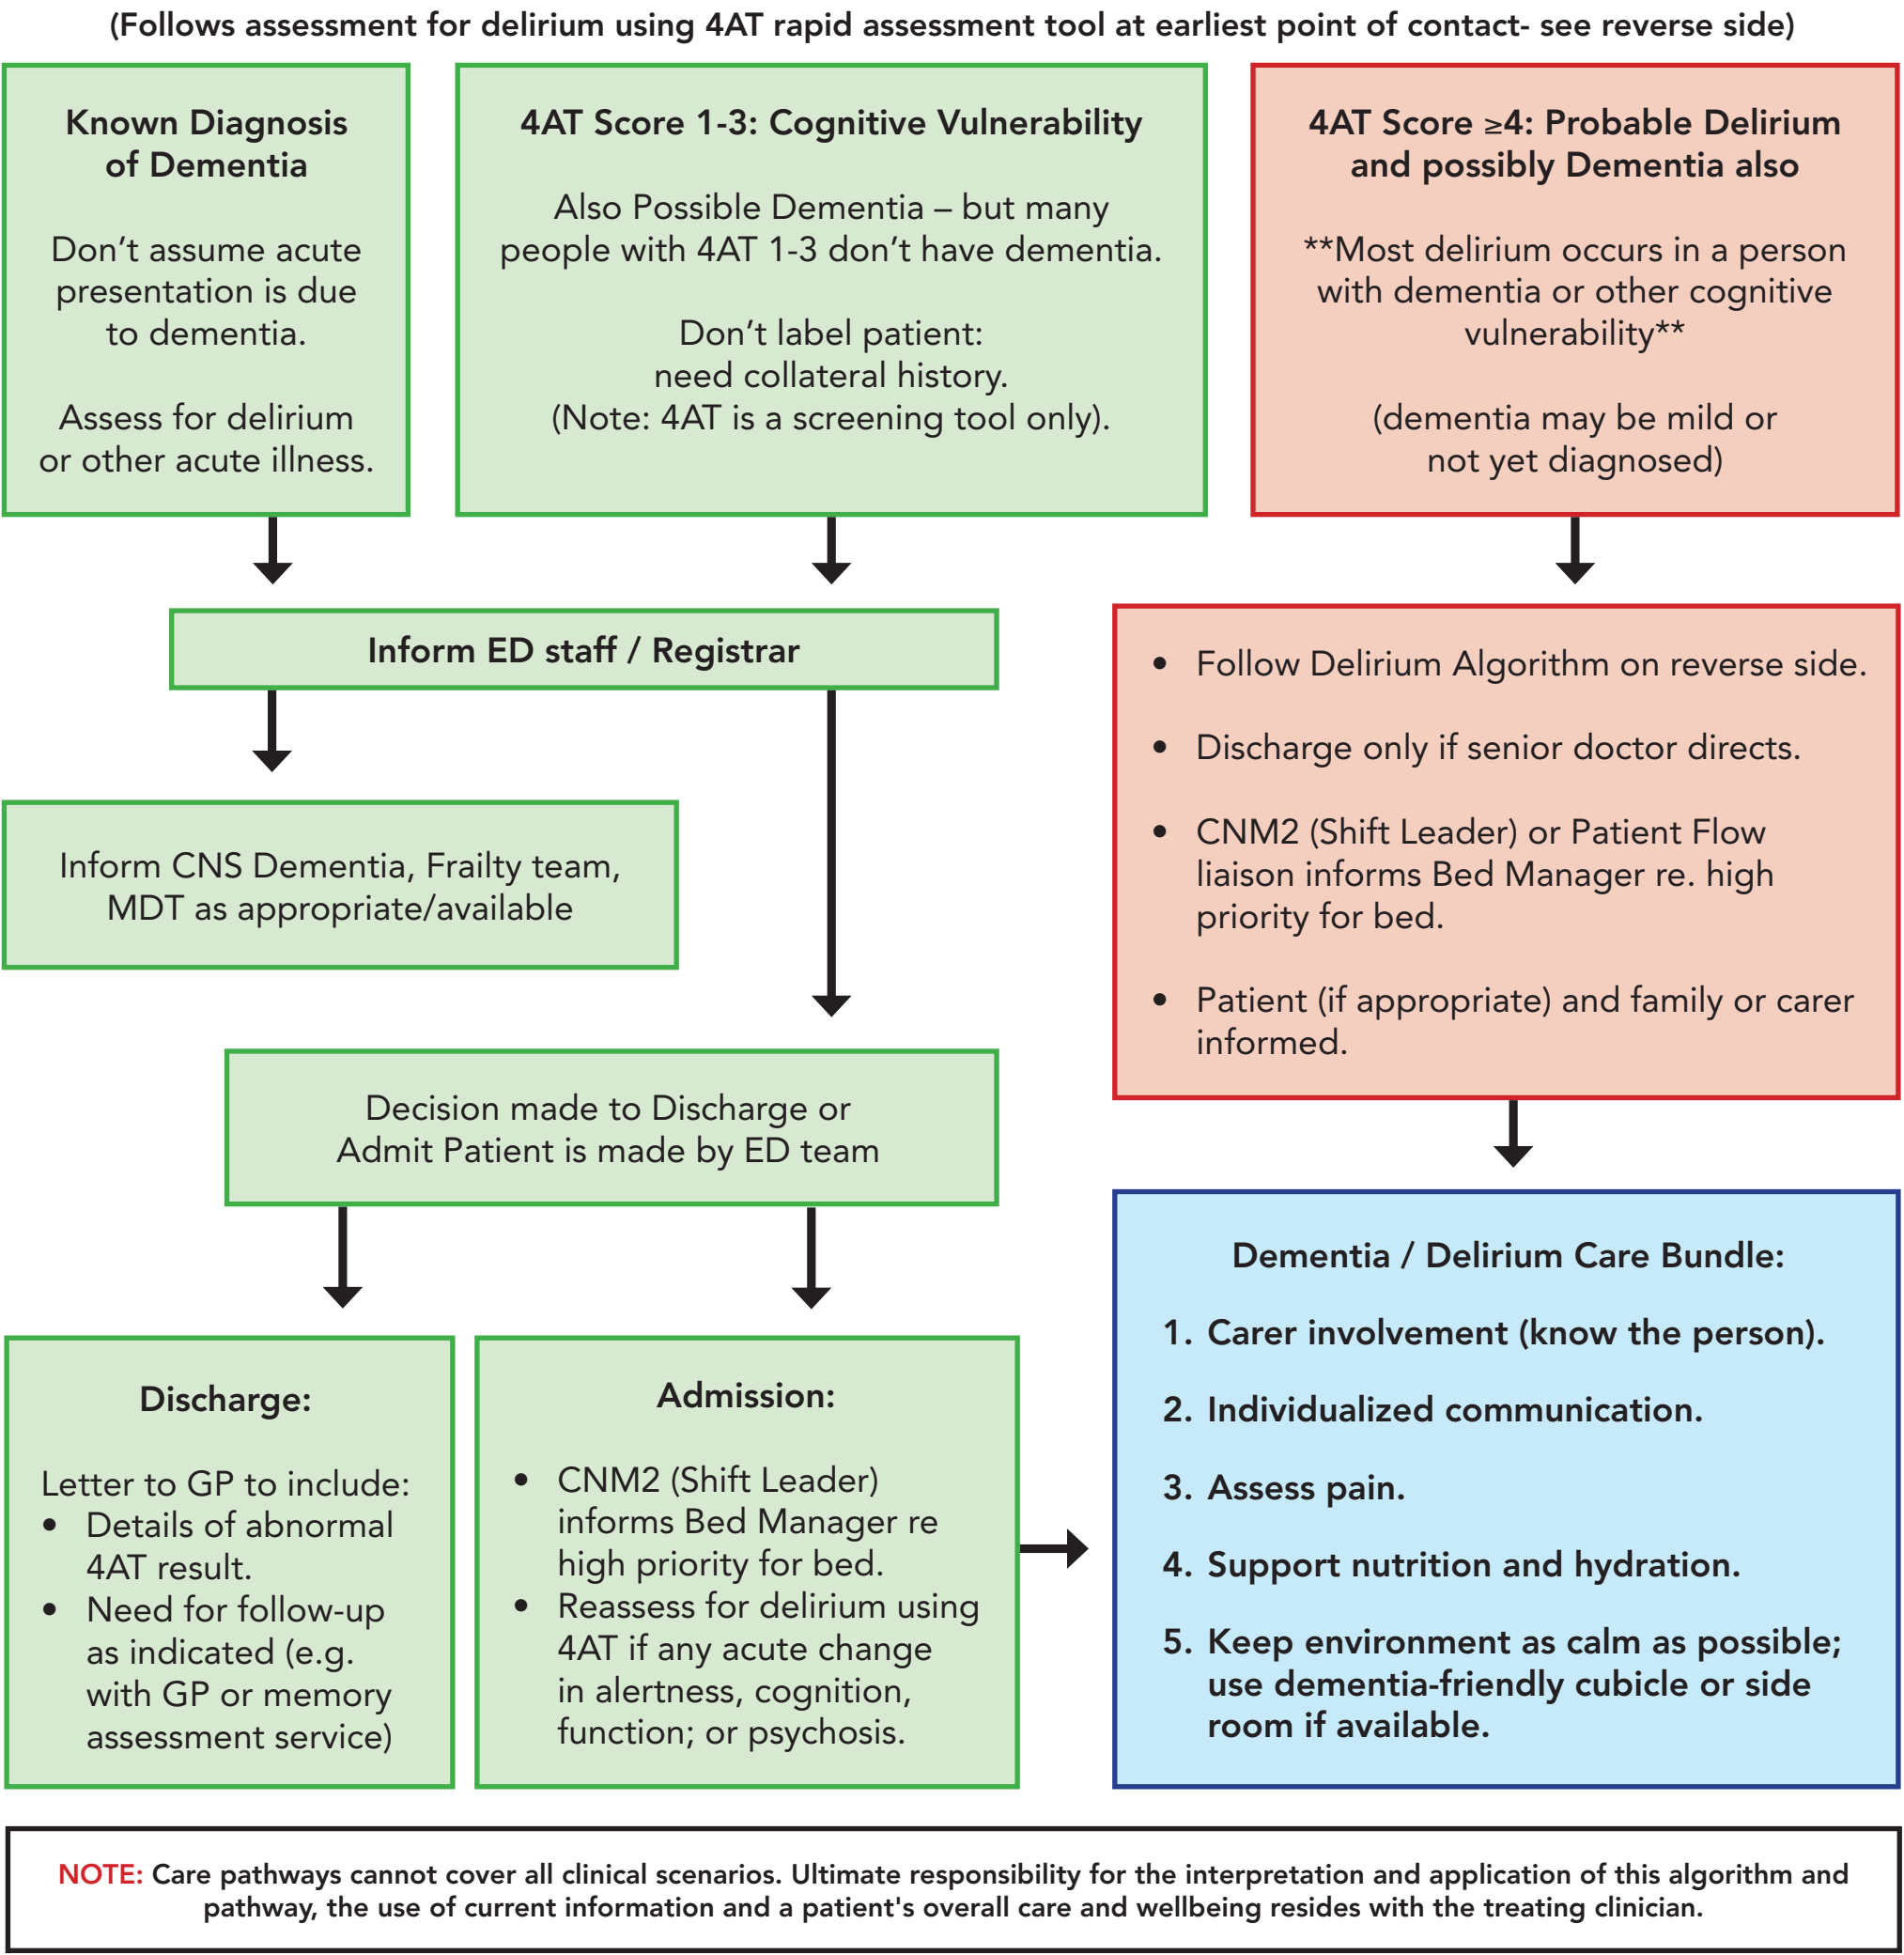 (Follows assessment for delirium using 4AT rapid assessment tool at earliest point of contact- see reverse side)
Known Diagnosis
of Dementia
Don't assume acute
presentation is due
to dementia.
Assess for delirium
or other acute illness.
4AT Score 1-3: Cognitive Vulnerability
Also Possible Dementia – but many
people with 4AT 1-3 don't have dementia.
Don't label patient:
need collateral history.
(Note: 4AT is a screening tool only).
4AT Score ≥4: Probable Delirium
and possibly Dementia also
**Most delirium occurs in a person
with dementia or other cognitive
vulnerability**
(dementia may be mild or
not yet diagnosed)
Inform ED staff / Registrar
Inform CNS Dementia, Frailty team,
MDT as appropriate/available
Decision made to Discharge or
Admit Patient is made by ED team
• Follow Delirium Algorithm on reverse side.
• Discharge only if senior doctor directs.
• CNM2 (Shift Leader) or Patient Flow
liaison informs Bed Manager re. high
priority for bed.
• Patient (if appropriate) and family or carer
informed.
Discharge:
Letter to GP to include:
• Details of abnormal
4AT result.
• Need for follow-up
as indicated (e.g.
with GP or memory
assessment service)
Admission:
• CNM2 (Shift Leader)
informs Bed Manager re
high priority for bed.
• Reassess for delirium using
4AT if any acute change
in alertness, cognition,
function; or psychosis.
Dementia / Delirium Care Bundle:
1. Carer involvement (know the person).
2. Individualized communication.
3. Assess pain.
4. Support nutrition and hydration.
5. Keep environment as calm as possible;
use dementia-friendly cubicle or side
room if available.
NOTE: Care pathways cannot cover all clinical scenarios. Ultimate responsibility for the interpretation and application of this algorithm and
pathway, the use of current information and a patient's overall care and wellbeing resides with the treating clinician.